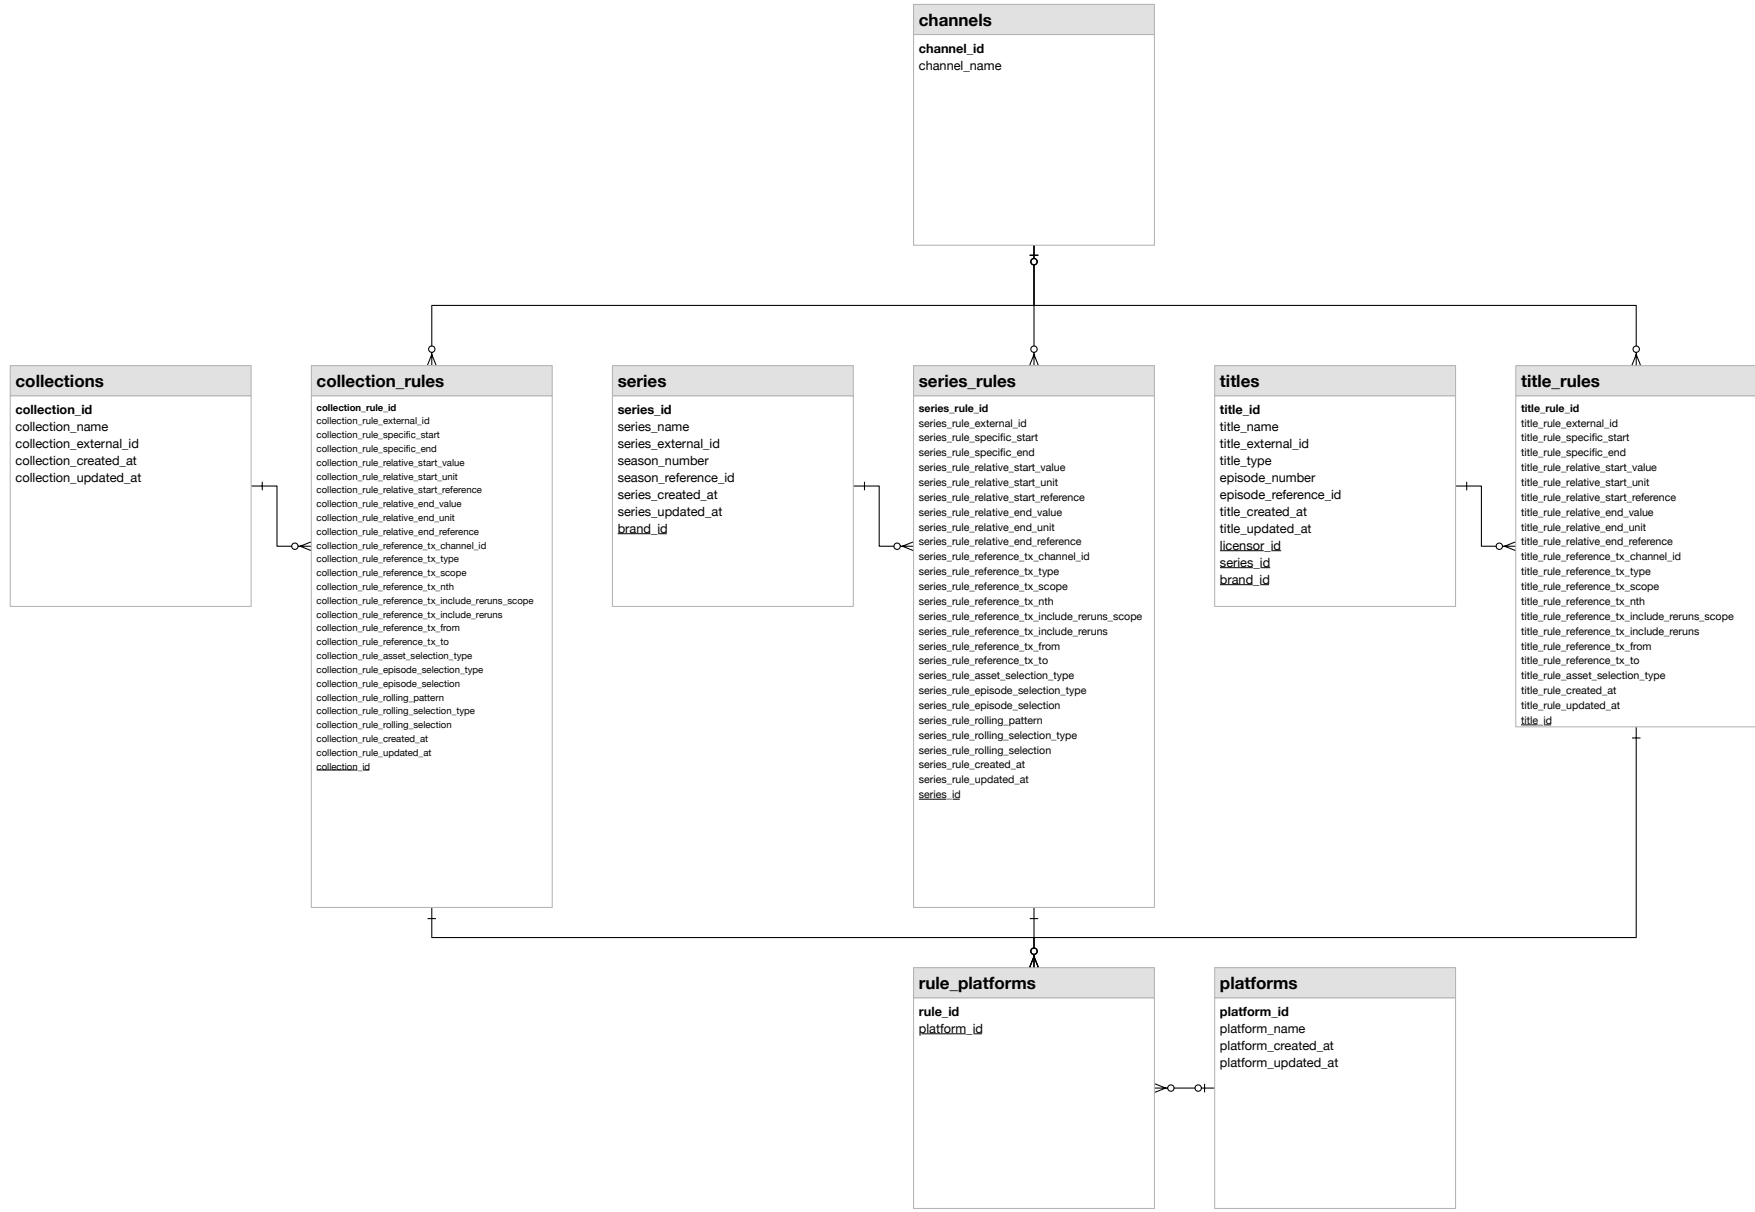 channels
channel_id
channel_name
collections
collection_id
collection_name
collection_external_id
collection_created_at
collection_updated_at
collection_rules
collection_rule_id
collection_rule_external_id
collection_rule_specific_start
collection_rule_specific_end
collection_rule_relative_start_value
collection_rule_relative_start_unit
collection_rule_relative_start_reference
collection_rule_relative_end_value
collection_rule_relative_end_unit
collection_rule_relative_end_reference
collection_rule_reference_tx_channel_id
collection_rule_reference_tx_type
collection_rule_reference_tx_scope
collection_rule_reference_tx_nth
collection_rule_reference_tx_include_reruns_scope
collection_rule_reference_tx_include_reruns
collection_rule_reference_tx_from
collection_rule_reference_tx_to
collection_rule_asset_selection_type
collection_rule_episode_selection_type
collection_rule_episode_selection
collection_rule_rolling_pattern
collection_rule_rolling_selection_type
collection_rule_rolling_selection
collection_rule_created_at
collection_rule_updated_at
collection_id
series
series_id
series_name
series_external_id
season_number
season_reference_id
series_created_at
series_updated_at
brand_id
series_rules
series_rule_id
series_rule_external_id
series_rule_specific_start
series_rule_specific_end
series_rule_relative_start_value
series_rule_relative_start_unit
series_rule_relative_start_reference
series_rule_relative_end_value
series_rule_relative_end_unit
series_rule_relative_end_reference
series_rule_reference_tx_channel_id
series_rule_reference_tx_type
series_rule_reference_tx_scope
series_rule_reference_tx_nth
series_rule_reference_tx_include_reruns_scope
series_rule_reference_tx_include_reruns
series_rule_reference_tx_from
series_rule_reference_tx_to
series_rule_asset_selection_type
series_rule_episode_selection_type
series_rule_episode_selection
series_rule_rolling_pattern
series_rule_rolling_selection_type
series_rule_rolling_selection
series_rule_created_at
series_rule_updated_at
series_id
titles
title_id
title_name
title_external_id
title_type
episode_number
episode_reference_id
title_created_at
title_updated_at
licensor_id
series_id
brand_id
title_rules
title_rule_id
title_rule_external_id
title_rule_specific_start
title_rule_specific_end
title_rule_relative_start_value
title_rule_relative_start_unit
title_rule_relative_start_reference
title_rule_relative_end_value
title_rule_relative_end_unit
title_rule_relative_end_reference
title_rule_reference_tx_channel_id
title_rule_reference_tx_type
title_rule_reference_tx_scope
title_rule_reference_tx_nth
title_rule_reference_tx_include_reruns_scope
title_rule_reference_tx_include_reruns
title_rule_reference_tx_from
title_rule_reference_tx_to
title_rule_asset_selection_type
title_rule_created_at
title_rule_updated_at
title_id
rule_platforms
rule_id
platform_id
platforms
platform_id
platform_name
platform_created_at
platform_updated_at